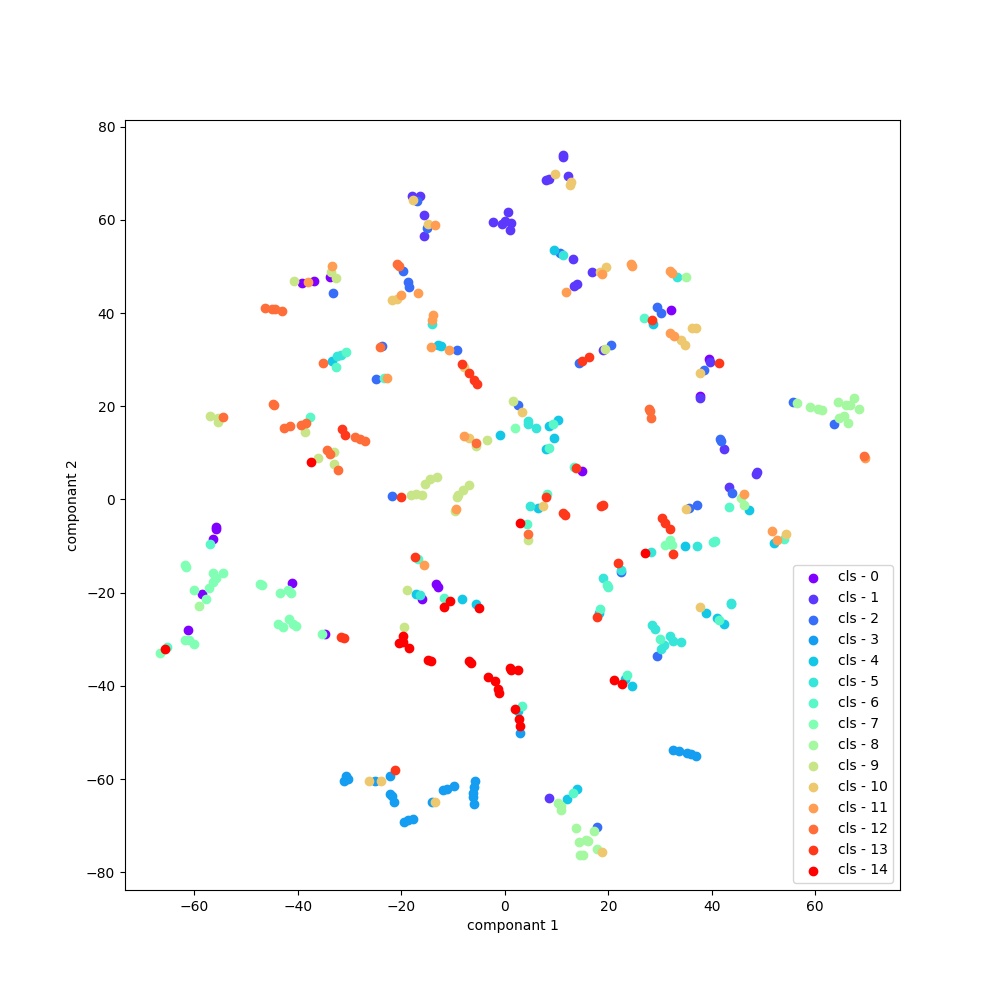 80
60
40
20
0
−20
−40
−60
−80
componant 2
−60
−40
−20
0
20
40
60
componant 1
cls - 0
cls - 1
cls - 2
cls - 3
cls - 4
cls - 5
cls - 6
cls - 7
cls - 8
cls - 9
cls - 10
cls - 11
cls - 12
cls - 13
cls - 14